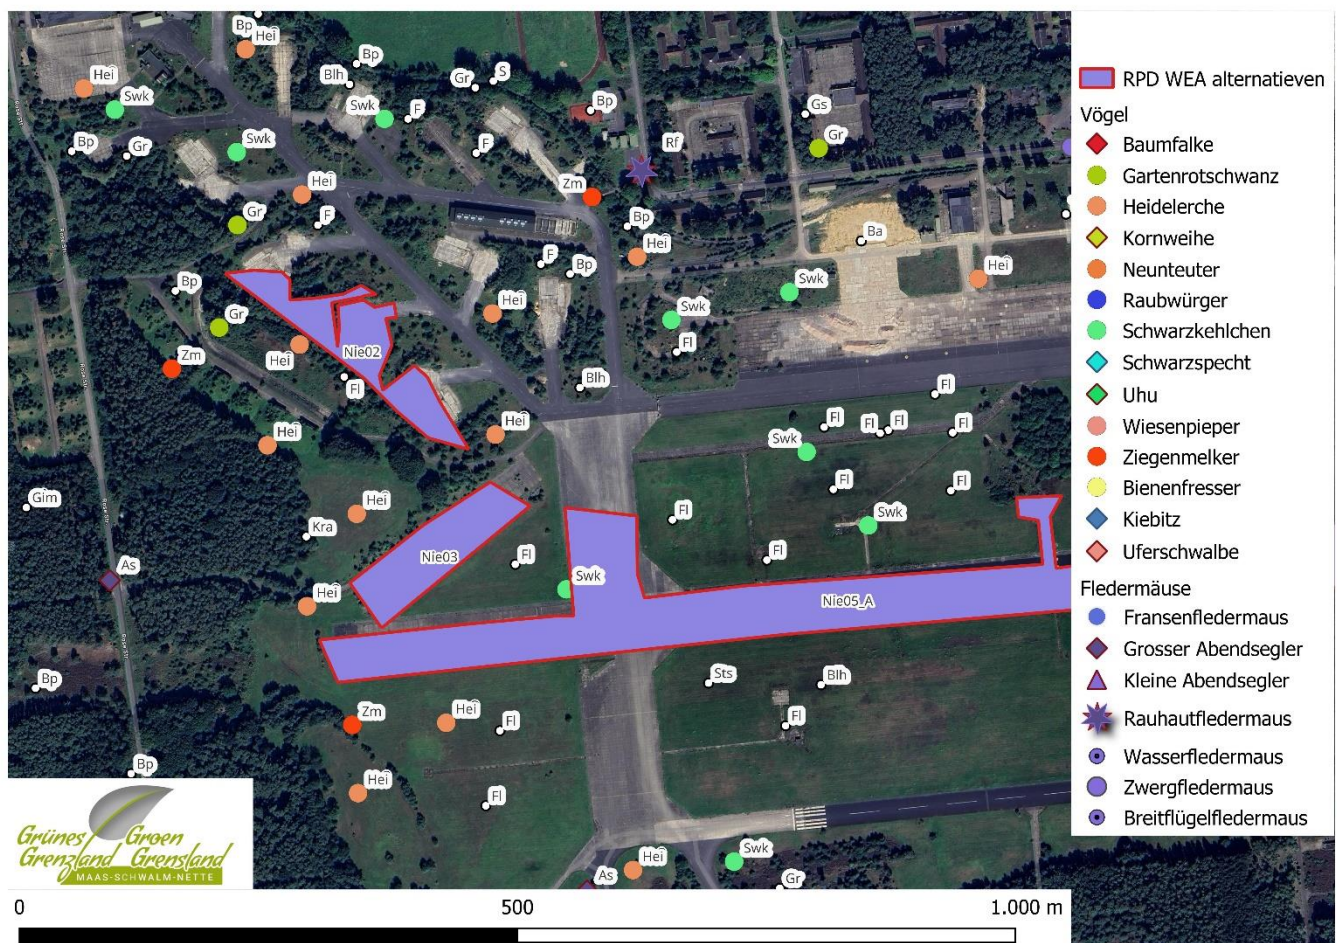 Bp
Hei
Hei
Swk
Bp
Gr
Swk
Bp
Blh
Swk
F
Gr
S
F
Bp
Rf
Gs
Gr
Zm
Hei
F
Gr
Bp
Hei
Ba
Swk
Hei
F
Bp
Hei
Swk
Fl
Bp
Gr
Zm
Hei
Nie02
Fl
Blh
Hei
Hei
Fl
Fl
Fl
Fl
Fl
Swk
Fl
Fl
Gim
Kra
Hei
Fl
Swk
As
Nie03
Fl
Fl
Swk
Hei
Nie05_A
Bp
Sts
Blh
Fl
Zm
Hei
Fl
Bp
Hei
Fl
As
Hei
Swk
Gr
RPD WEA alternatieven
Vögel
Baumfalke
Gartenrotschwanz
Heidelerche
Kornweihe
Neunteuter
Raubwürger
Schwarzkehlchen
Schwarzspecht
Uhu
Wiesenpieper
Ziegenmelker
Bienenfresser
Kiebitz
Uferschwalbe
Fledermäuse
Fransenfledermaus
Grosser Abendsegler
Kleine Abendsegler
Rauhautfledermaus
Wasserfledermaus
Zwergfledermaus
Breitflügelfledermaus
Grünes Groen
Grenzland Grensland
MAAS-SCHWALM-NETTE
0 500 1.000 m